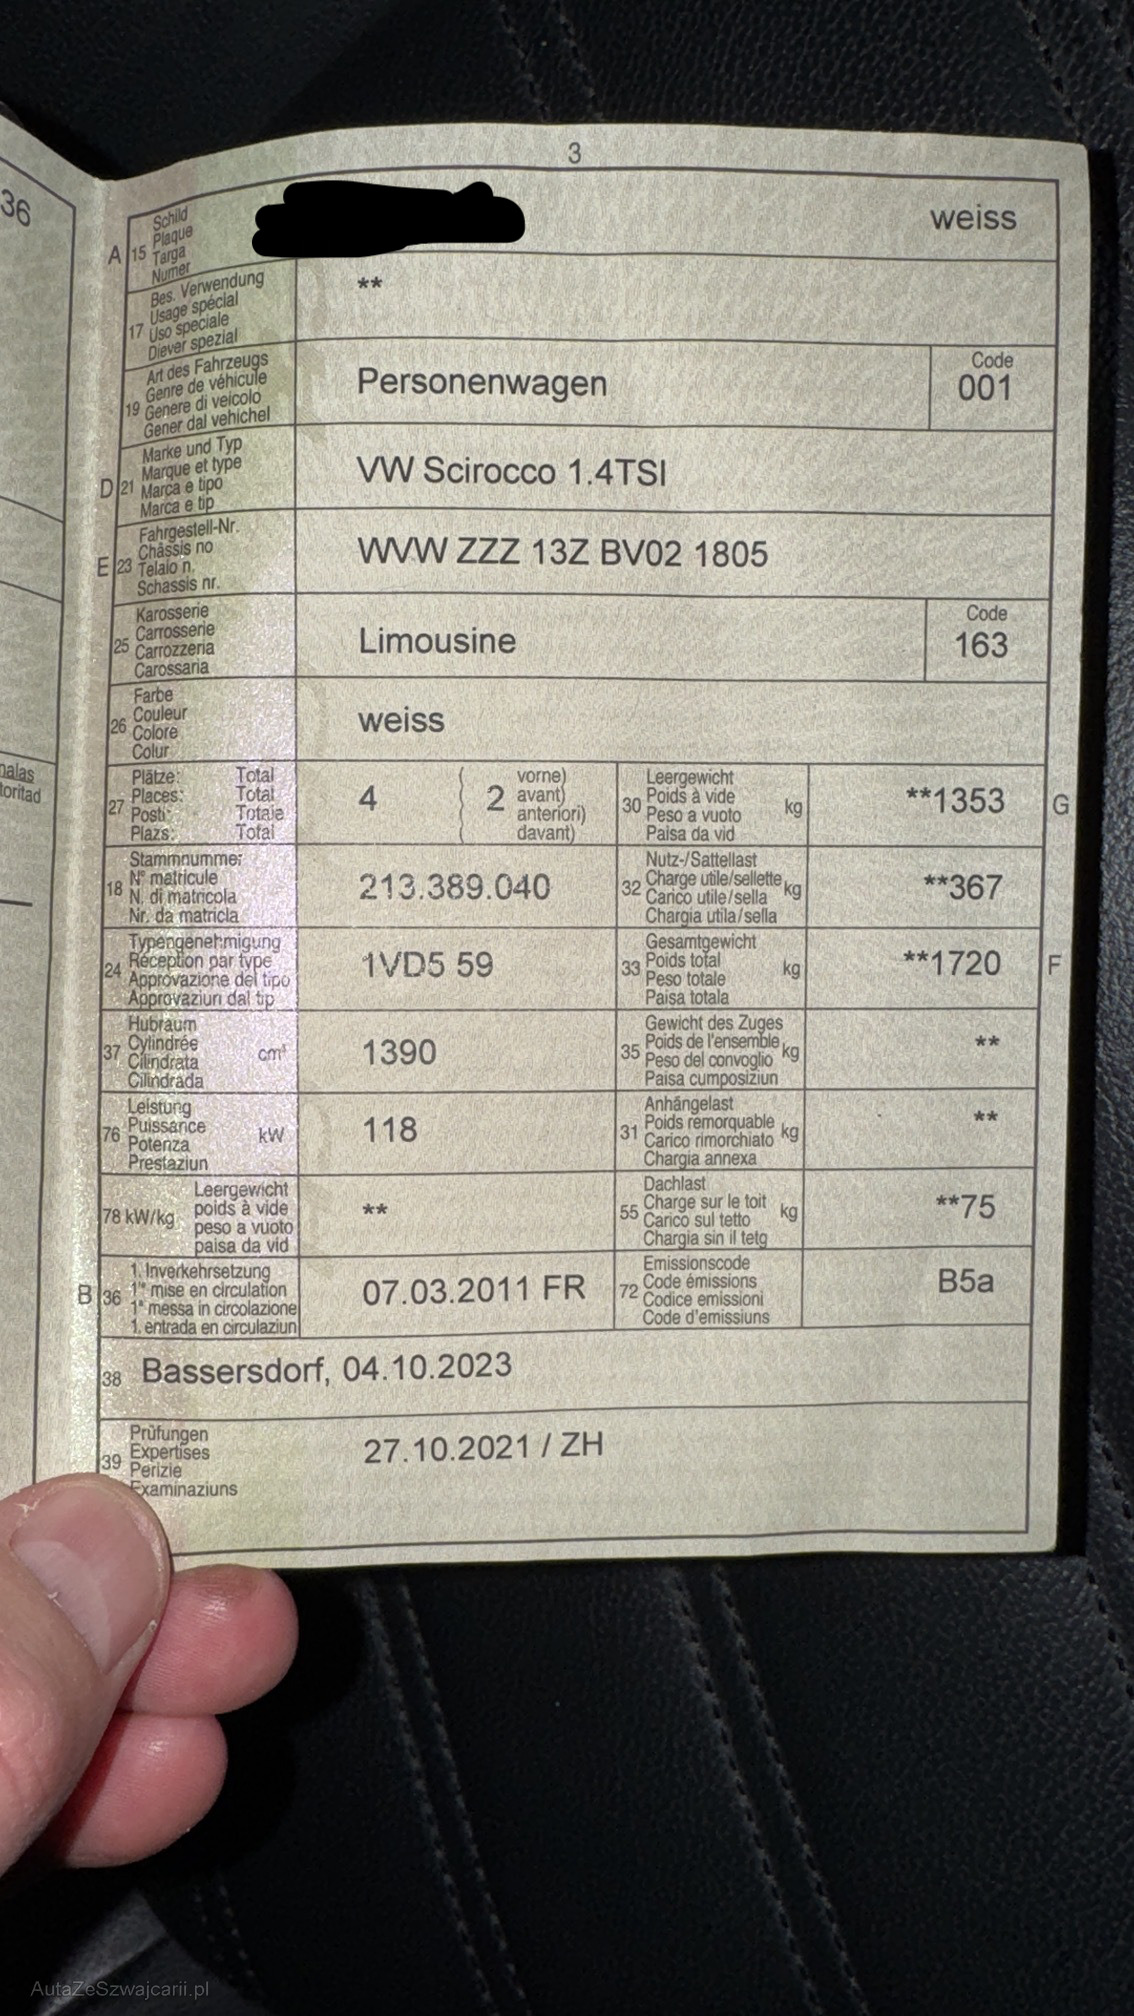 36
3
A 15 Schild
Plaque
Targa
Numer
weiss
17 Bes. Verwendung
Usage spécial
Uso speciale
Diever spezial
**
19 Art des Fahrzeugs
Genre de véhicule
Genere di veicolo
Gener dal vehichel
Personenwagen
Code
001
D 21 Marke und Typ
Marque et type
Marca e tipo
Marca e tip
VW Scirocco 1.4TSI
E 23 Fahrgestell-Nr.
Châssis no
Telaio n.
Schassis nr.
WVW ZZZ 13Z BV02 1805
25 Karosserie
Carrosserie
Carrozzeria
Carossaria
Limousine
Code
163
26 Farbe
Couleur
Colore
Colur
weiss
27 Plätze: Total
Places: Total
Posti: Totale
Plazs: Total
4 ( 2 vorne)
( avant)
( anteriori)
( davant)
30 Leergewicht
Poids à vide
Peso a vuoto
Paisa da vid
kg
**1353
G
nalas
toritad
18 Stammnummer
N° matricule
N. di matricola
Nr. da matricla
213.389.040
32 Nutz-/Sattellast
Charge utile/sellette
Carico utile/sella
Chargia utila/sella
kg
**367
24 Typengenehmigung
Réception par type
Approvazione del tipo
Approvaziun dal tip
1VD5 59
33 Gesamtgewicht
Poids total
Peso totale
Paisa totala
kg
**1720
F
37 Hubraum
Cylindrée
Cilindrata
Cilindrada
cm³
1390
35 Gewicht des Zuges
Poids de l'ensemble
Peso del convoglio
Paisa cumposiziun
kg
**
76 Leistung
Puissance
Potenza
Prestaziun
kW
118
31 Anhängelast
Poids remorquable
Carico rimorchiato
Chargia annexa
kg
**
78 kW/kg Leergewicht
poids à vide
peso a vuoto
paisa da vid
**
55 Dachlast
Charge sur le toit
Carico sul tetto
Chargia sin il tetg
kg
**75
B 36 1. Inverkehrsetzung
1re mise en circulation
1a messa in circolazione
1. entrada en circulaziun
07.03.2011 FR
72 Emissionscode
Code émissions
Codice emissioni
Code d'emissiuns
B5a
38 Bassersdorf, 04.10.2023
39 Prüfungen
Expertises
Perizie
Examinaziuns
27.10.2021 / ZH
AutaZeSzwajcarii.pl